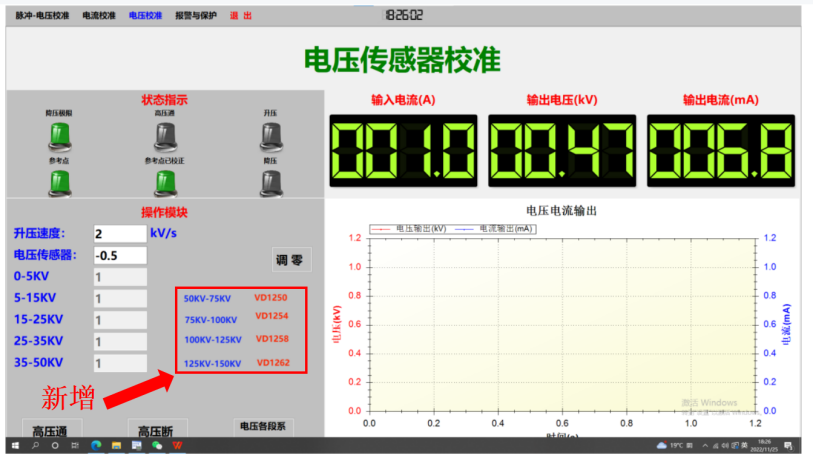 脉冲-电压校准 电流校准 电压校准 报警与保护 退 出 182602
电压传感器校准
状态指示
降压极限 高压通 升压
参考点 参考点已校正 降压
输入电流(A) 输出电压(kV) 输出电流(mA)
001.0 00.47 006.8
操作模块
升压速度: 2 kV/s
电压传感器: -0.5 调 零
0-5KV 1
5-15KV 1
15-25KV 1
25-35KV 1
35-50KV 1
50KV-75KV VD1250
75KV-100KV VD1254
100KV-125KV VD1258
125KV-150KV VD1262
新增
高压通 高压断 电压各段系
电压电流输出
电压输出(kV) 电流输出(mA)
1.2 1.2
1.0 1.0
0.8 0.8
0.6 0.6
0.4 0.4
0.2 0.2
0.0 0.0
电压(kA)
电流(mA)
0.0 0.2 0.4 0.6 0.8 1.0 1.2
时间(s)
激活 Windows
19°C 阴 英 18:26
2022/11/25